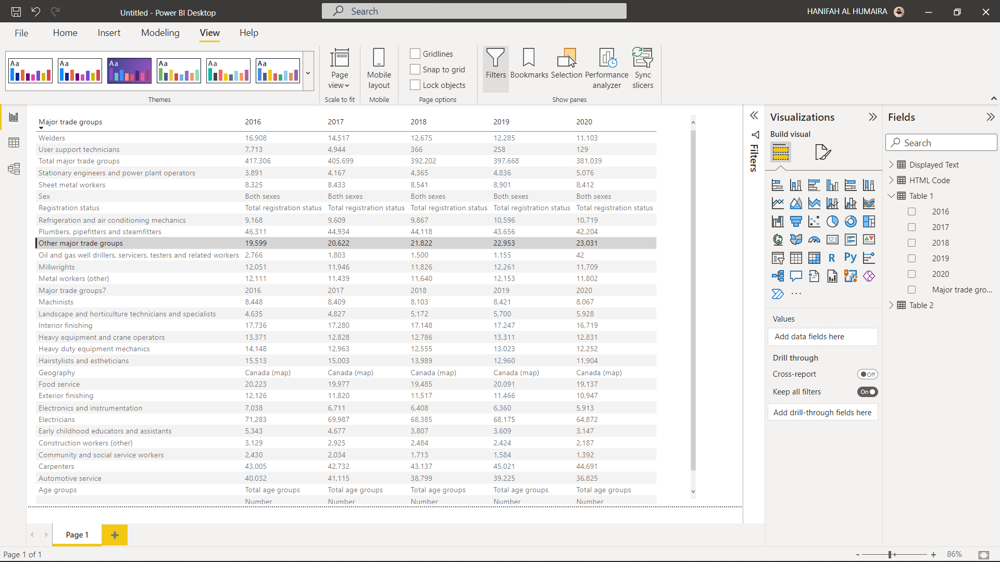 Untitled - Power BI Desktop
Search
HANIFAH AL HUMAIRA
File Home Insert Modeling View Help
Aa Aa Aa Aa Aa Aa
Themes
Page view
Scale to fit
Mobile layout
Mobile
Gridlines
Snap to grid
Lock objects
Page options
Filters Bookmarks Selection Performance analyzer Sync slicers
Show panes
Major trade groups 2016 2017 2018 2019 2020
Welders 16,908 14,517 12,675 12,285 11,103
User support technicians 7,713 4,944 366 258 129
Total major trade groups 417,306 405,699 392,202 397,668 381,039
Stationary engineers and power plant operators 3,891 4,167 4,365 4,836 5,076
Sheet metal workers 8,325 8,433 8,541 8,901 8,412
Sex Both sexes Both sexes Both sexes Both sexes Both sexes
Registration status Total registration status Total registration status Total registration status Total registration status Total registration status
Refrigeration and air conditioning mechanics 9,168 9,609 9,867 10,596 10,719
Plumbers, pipefitters and steamfitters 46,311 44,934 44,118 43,656 42,204
Other major trade groups 19,599 20,622 21,822 22,953 23,031
Oil and gas well drillers, servicers, testers and related workers 2,766 1,803 1,500 1,155 42
Millwrights 12,051 11,946 11,826 12,261 11,709
Metal workers (other) 12,111 11,439 11,640 12,153 11,802
Major trade groups7 2016 2017 2018 2019 2020
Machinists 8,448 8,409 8,103 8,421 8,067
Landscape and horticulture technicians and specialists 4,635 4,827 5,172 5,700 5,928
Interior finishing 17,736 17,280 17,148 17,247 16,719
Heavy equipment and crane operators 13,371 12,828 12,786 13,311 12,831
Heavy duty equipment mechanics 14,148 12,963 12,555 13,023 12,252
Hairstylists and estheticians 15,513 15,003 13,989 12,960 11,904
Geography Canada (map) Canada (map) Canada (map) Canada (map) Canada (map)
Food service 20,223 19,977 19,485 20,091 19,137
Exterior finishing 12,126 11,820 11,517 11,466 10,947
Electronics and instrumentation 7,038 6,711 6,408 6,360 5,913
Electricians 71,283 69,987 68,385 68,175 64,872
Early childhood educators and assistants 5,343 4,677 3,807 3,609 3,147
Construction workers (other) 3,129 2,925 2,484 2,424 2,187
Community and social service workers 2,430 2,034 1,713 1,584 1,392
Carpenters 43,005 42,732 43,137 45,021 44,691
Automotive service 40,032 41,115 38,799 39,225 36,825
Age groups Total age groups Total age groups Total age groups Total age groups Total age groups
Number Number Number Number Number
Filters
Visualizations
Build visual
123
R Py
...
Values
Add data fields here
Drill through
Cross-report Off
Keep all filters On
Add drill-through fields here
Fields
Search
Displayed Text
HTML Code
Table 1
2016
2017
2018
2019
2020
Major trade gro...
Table 2
Page 1
+
Page 1 of 1
- + 86%